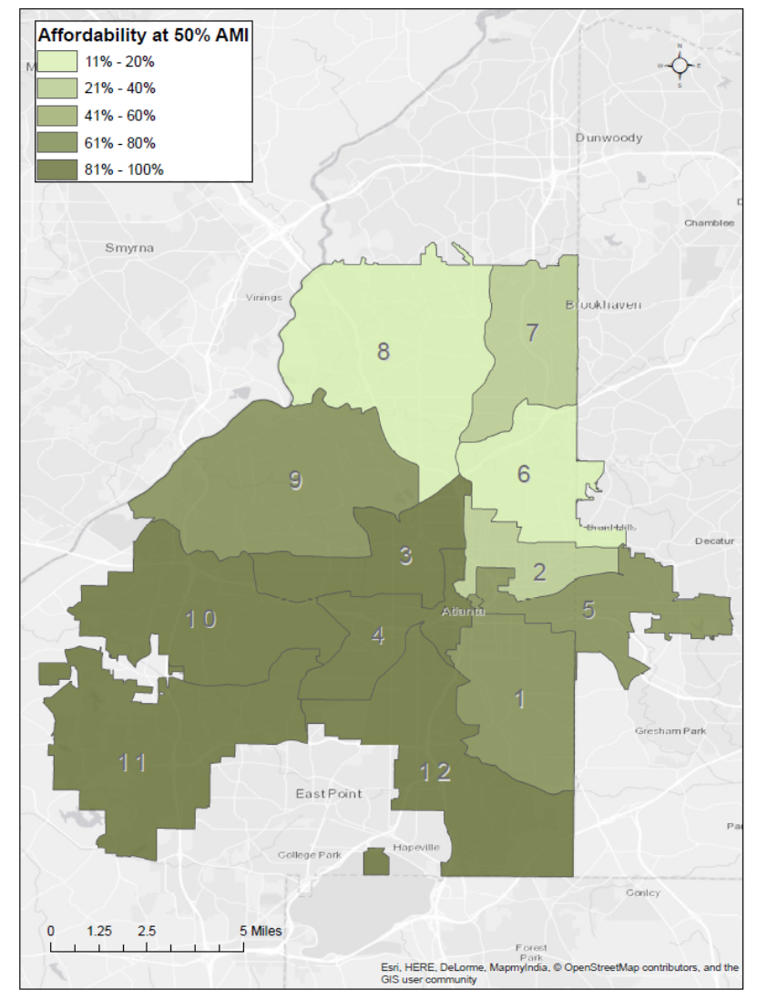 Affordability at 50% AMI
11% - 20%
21% - 40%
41% - 60%
61% - 80%
81% - 100%
N
W
E
S
M
Dunwoody
D
Chamblee
Smyrna
Vinings
Brookhaven
7
8
9
6
Druid Hills
Decatur
3
2
10
Atlanta
5
4
1
Gresham Park
11
12
East Point
Pa
College Park
Hapeville
Conley
0 1.25 2.5 5 Miles
Forest
Park
Esri, HERE, DeLorme, MapmyIndia, © OpenStreetMap contributors, and the
GIS user community